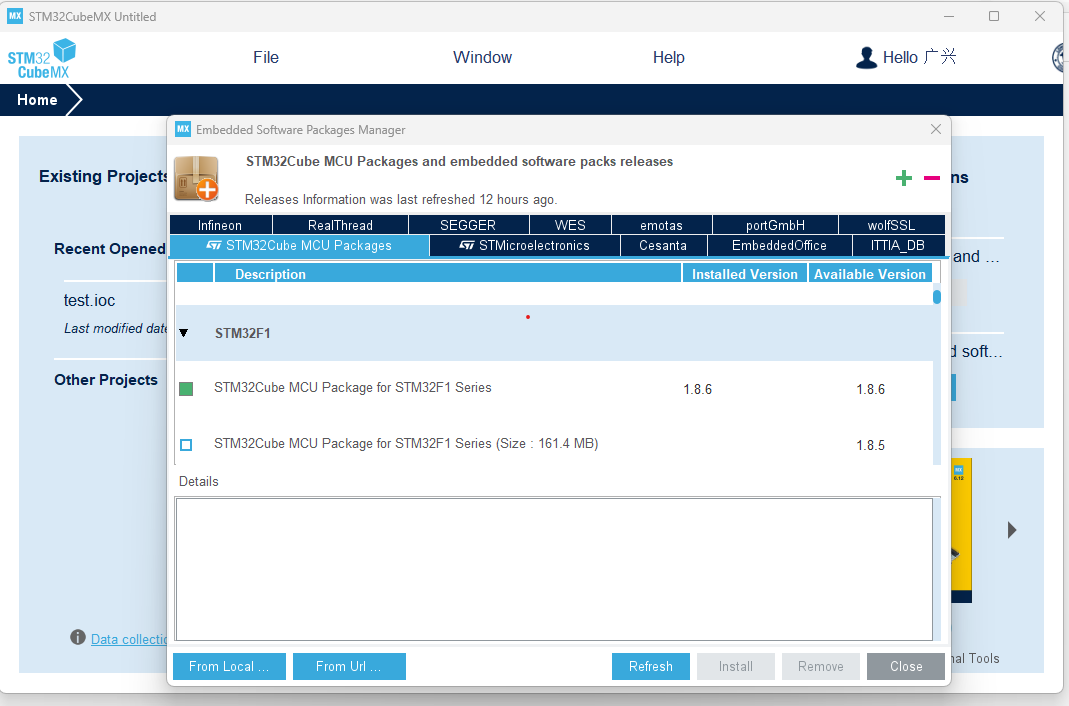 MX STM32CubeMX Untitled
STM32
CubeMX
File
Window
Help
Hello 广兴
Home
MX Embedded Software Packages Manager
STM32Cube MCU Packages and embedded software packs releases
Releases Information was last refreshed 12 hours ago.
Infineon RealThread SEGGER WES emotas portGmbH wolfSSL
STM32Cube MCU Packages STMicroelectronics Cesanta EmbeddedOffice ITTIA_DB
Description Installed Version Available Version
STM32F1
STM32Cube MCU Package for STM32F1 Series 1.8.6 1.8.6
STM32Cube MCU Package for STM32F1 Series (Size : 161.4 MB) 1.8.5
Details
From Local ... From Url ... Refresh Install Remove Close
Existing Projects
Recent Opened
test.ioc
Last modified date
Other Projects
Data collectio
ns
and ...
d soft...
MX
6.12
nal Tools